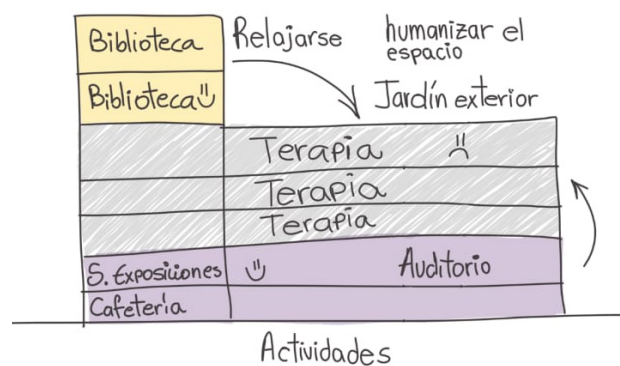 Biblioteca
Relajarse
humanizar el
espacio
Biblioteca
Jardín exterior
Terapia
Terapia
Terapia
S. Exposiciones
Auditorio
Cafetería
Actividades